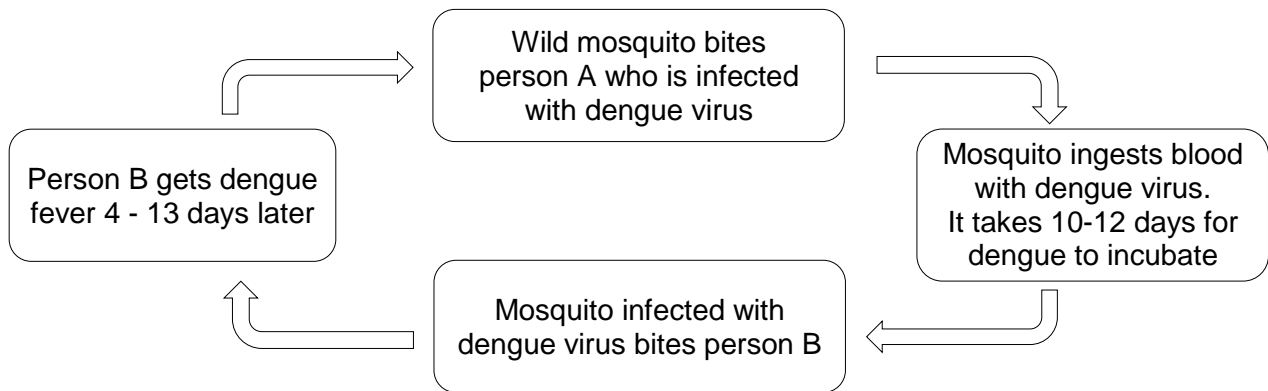 Wild mosquito bites
person A who is infected
with dengue virus
Mosquito ingests blood
with dengue virus.
It takes 10-12 days for
dengue to incubate
Mosquito infected with
dengue virus bites person B
Person B gets dengue
fever 4 - 13 days later